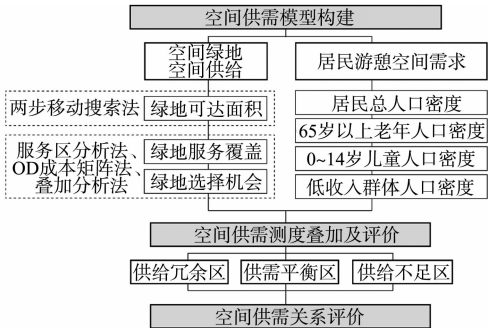 空间供需模型构建
空间绿地
空间供给
居民游憩空间需求
两步移动搜索法
绿地可达面积
服务区分析法、
OD成本矩阵法、
叠加分析法
绿地服务覆盖
绿地选择机会
居民总人口密度
65岁以上老年人口密度
0~14岁儿童人口密度
低收入群体人口密度
空间供需测度叠加及评价
供给冗余区
供需平衡区
供给不足区
空间供需关系评价